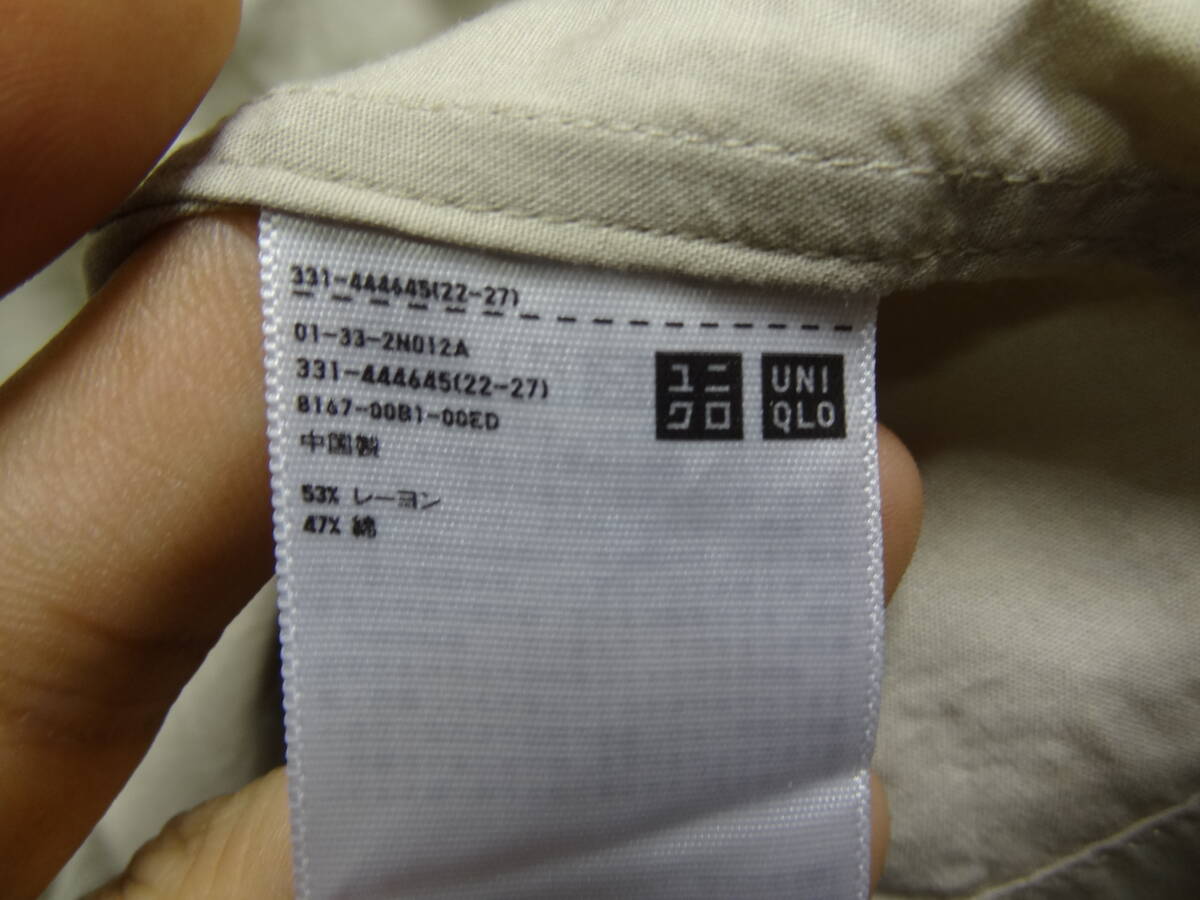 331-444645(22-27)
01-33-2N012A
331-444645(22-27)
8167-00B1-00ED
中国製
53% レーヨン
47% 綿
ユニ
クロ
UNI
QLO